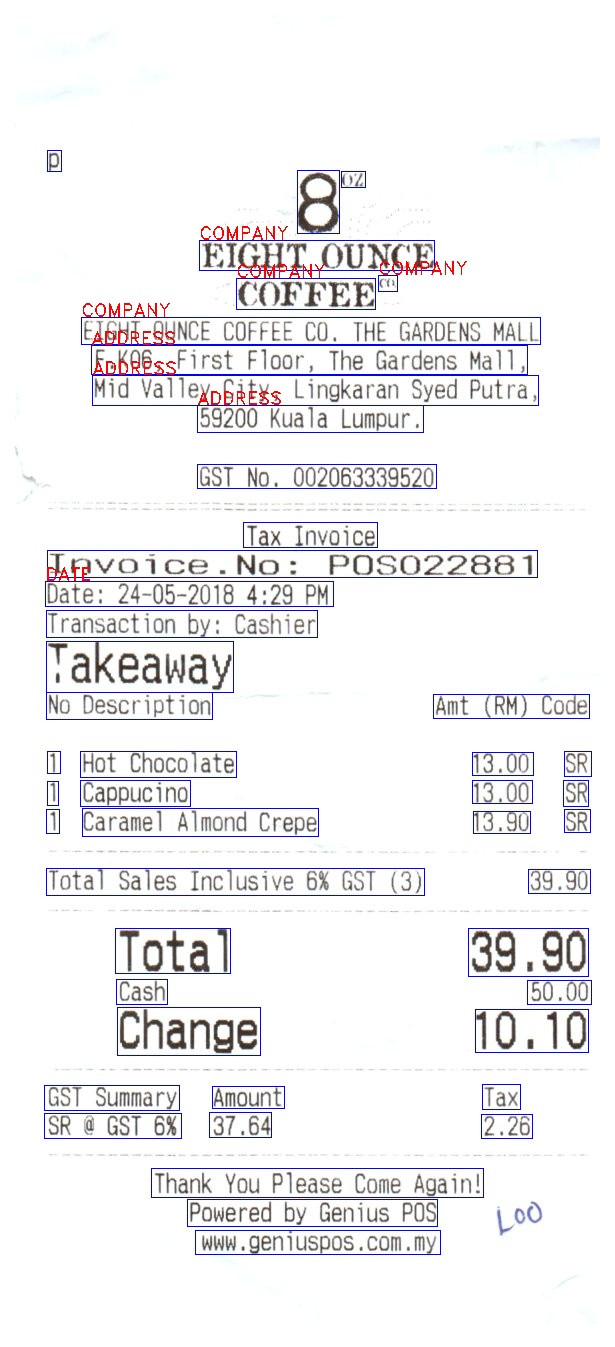 p
8 OZ
COMPANY
EIGHT OUNCE
COMPANY COMPANY
COFFEE CO.
COMPANY
EIGHT OUNCE COFFEE CO. THE GARDENS MALL
ADDRESS
F.K06, First Floor, The Gardens Mall,
ADDRESS
Mid Valley City, Lingkaran Syed Putra,
ADDRESS
59200 Kuala Lumpur.
GST No. 002063339520
Tax Invoice
Invoice.No: POS022881
DATE
Date: 24-05-2018 4:29 PM
Transaction by: Cashier
Takeaway
No Description Amt (RM) Code
1 Hot Chocolate 13.00 SR
1 Cappucino 13.00 SR
1 Caramel Almond Crepe 13.90 SR
Total Sales Inclusive 6% GST (3) 39.90
Total 39.90
Cash 50.00
Change 10.10
GST Summary Amount Tax
SR @ GST 6% 37.64 2.26
Thank You Please Come Again!
Powered by Genius POS
www.geniuspos.com.my
LOO